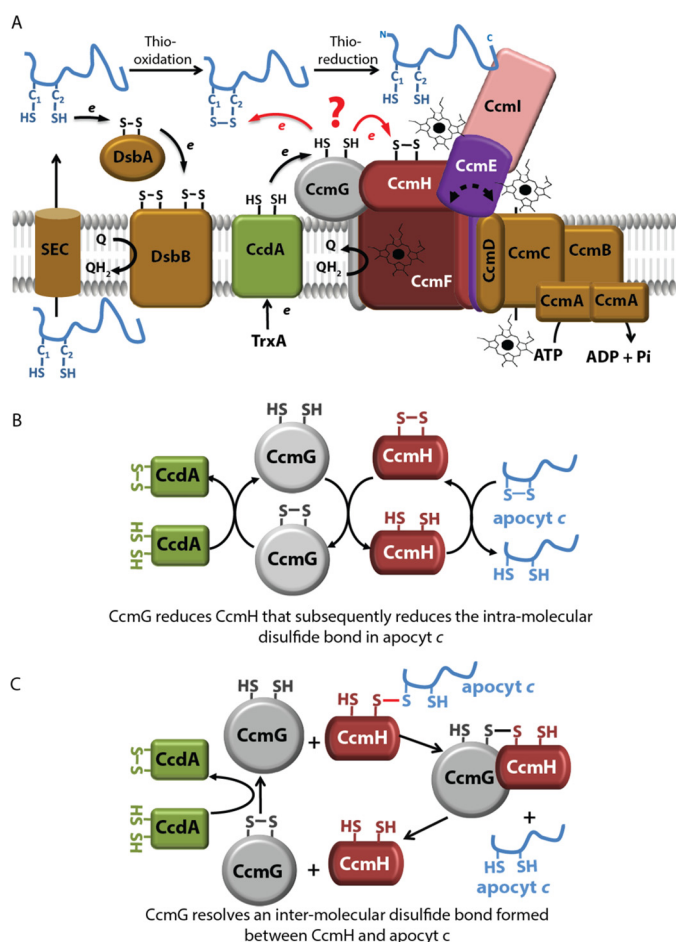 A
Thio-
oxidation
Thio-
reduction
N
C
C1
C2
HS
SH
e
S-S
DsbA
e
C1
C2
S-S
e
?
e
C1
C2
HS
SH
CcmI
CcmE
HS
SH
CcmG
S-S
CcmH
S-S
S-S
HS
SH
e
SEC
Q
QH2
DsbB
CcdA
Q
QH2
CcmF
CcmD
CcmC
CcmB
CcmA
CcmA
C1
C2
HS
SH
e
TrxA
ATP
ADP + Pi
B
HS
SH
CcmG
S-S
CcmH
S-S
CcdA
S-S
apocyt c
HS
HS
CcdA
S-S
CcmG
HS
SH
CcmH
HS
SH
CcmG reduces CcmH that subsequently reduces the intra-molecular
disulfide bond in apocyt c
C
HS
SH
CcmG
+
HS
S-S
SH
apocyt c
CcmH
S-S
CcdA
HS
S-S
SH
CcmG
CcmH
HS
HS
CcdA
S-S
CcmG
+
HS
SH
CcmH
+
HS
SH
apocyt c
CcmG resolves an inter-molecular disulfide bond formed
between CcmH and apocyt c